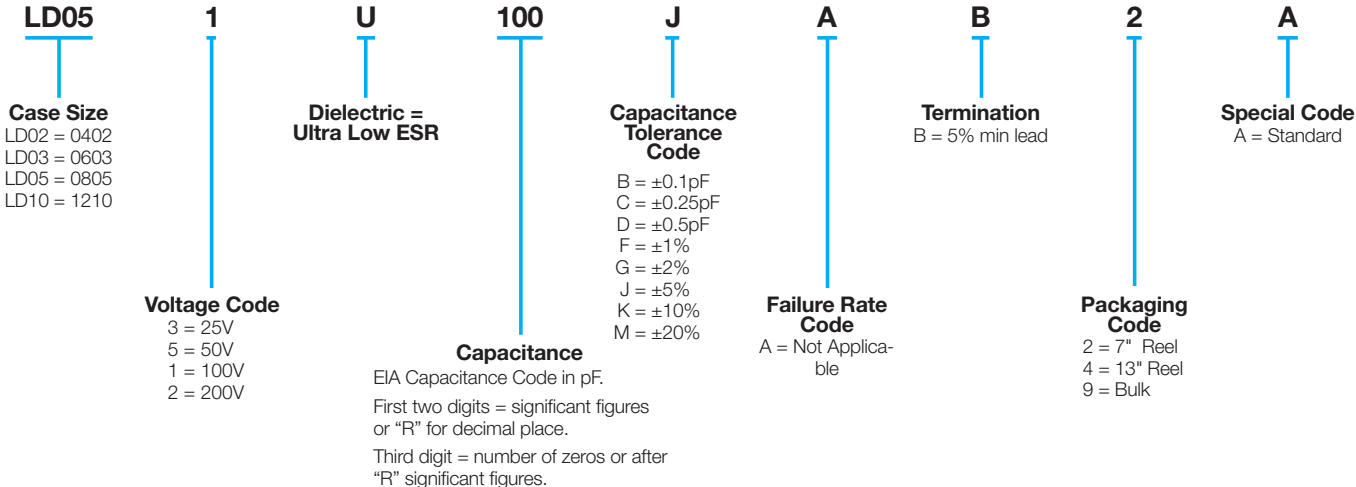 LD05 1 U 100 J A B 2 A
Case Size
LD02 = 0402
LD03 = 0603
LD05 = 0805
LD10 = 1210
Voltage Code
3 = 25V
5 = 50V
1 = 100V
2 = 200V
Dielectric =
Ultra Low ESR
Capacitance
EIA Capacitance Code in pF.
First two digits = significant figures
or “R” for decimal place.
Third digit = number of zeros or after
“R” significant figures.
Capacitance
Tolerance
Code
B = ±0.1pF
C = ±0.25pF
D = ±0.5pF
F = ±1%
G = ±2%
J = ±5%
K = ±10%
M = ±20%
Failure Rate
Code
A = Not Applica-
ble
Termination
B = 5% min lead
Packaging
Code
2 = 7" Reel
4 = 13" Reel
9 = Bulk
Special Code
A = Standard